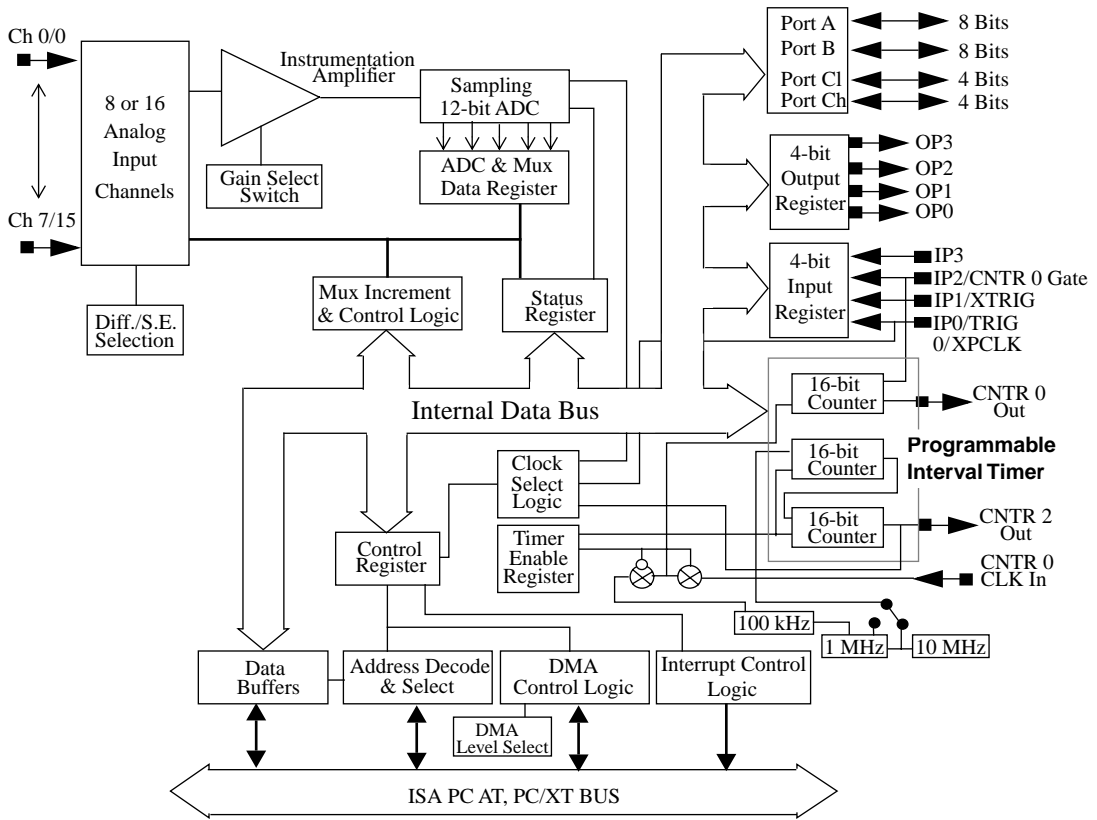 Ch 0/0
8 or 16
Analog
Input
Channels
Ch 7/15
Diff./S.E.
Selection
Instrumentation
Amplifier
Gain Select
Switch
Sampling
12-bit ADC
ADC & Mux
Data Register
Mux Increment
& Control Logic
Status
Register
Port A
Port B
Port Cl
Port Ch
8 Bits
8 Bits
4 Bits
4 Bits
4-bit
Output
Register
OP3
OP2
OP1
OP0
4-bit
Input
Register
IP3
IP2/CNTR 0 Gate
IP1/XTRIG
IP0/TRIG
0/XPCLK
Internal Data Bus
16-bit
Counter
CNTR 0
Out
16-bit
Counter
Programmable
Interval Timer
16-bit
Counter
CNTR 2
Out
Clock
Select
Logic
Control
Register
Timer
Enable
Register
CNTR 0
CLK In
100 kHz
1 MHz
10 MHz
Data
Buffers
Address Decode
& Select
DMA
Control Logic
Interrupt Control
Logic
DMA
Level Select
ISA PC AT, PC/XT BUS